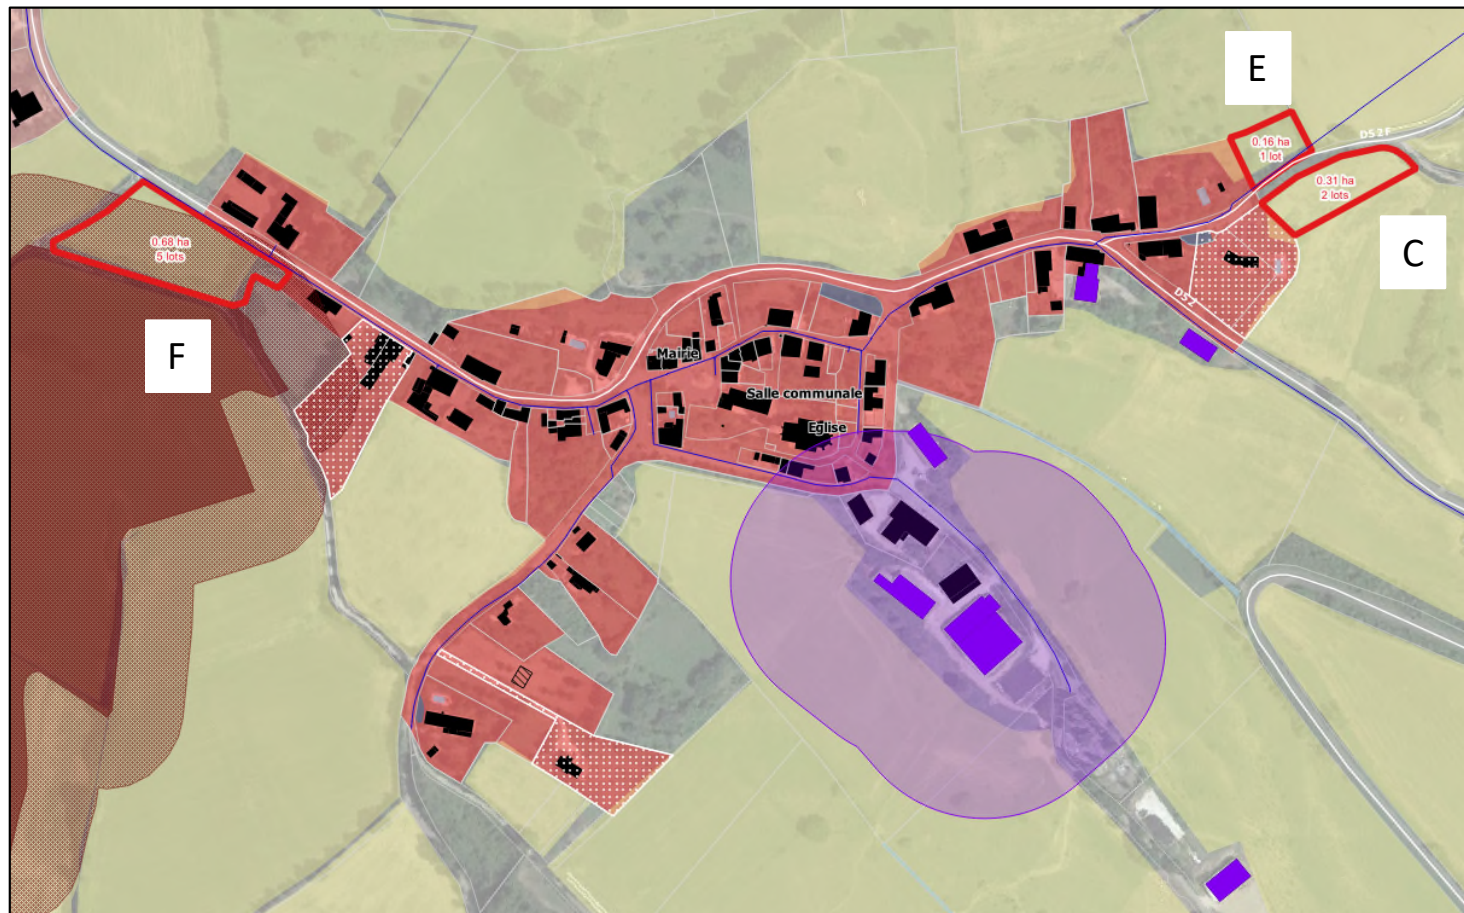 E
D52F
0.16 ha
1 lot
0.31 ha
2 lots
C
0.68 ha
5 lots
D52
F
Mairie
Salle communale
Eglise